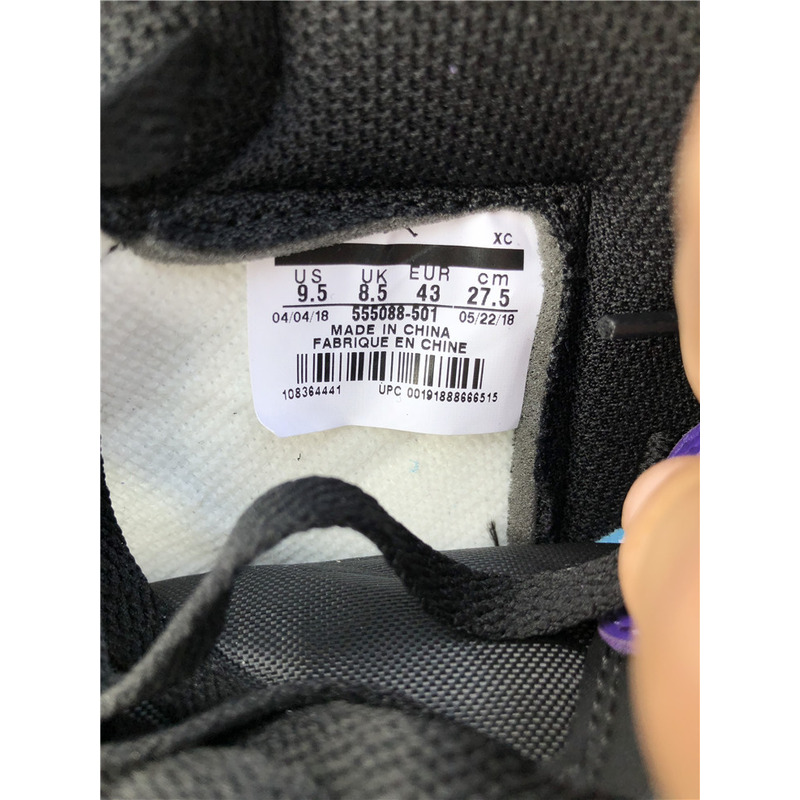 XC
US UK EUR cm
9.5 8.5 43 27.5
04/04/18 555088-501 05/22/18
MADE IN CHINA
FABRIQUE EN CHINE
108364441 UPC 00191888666515